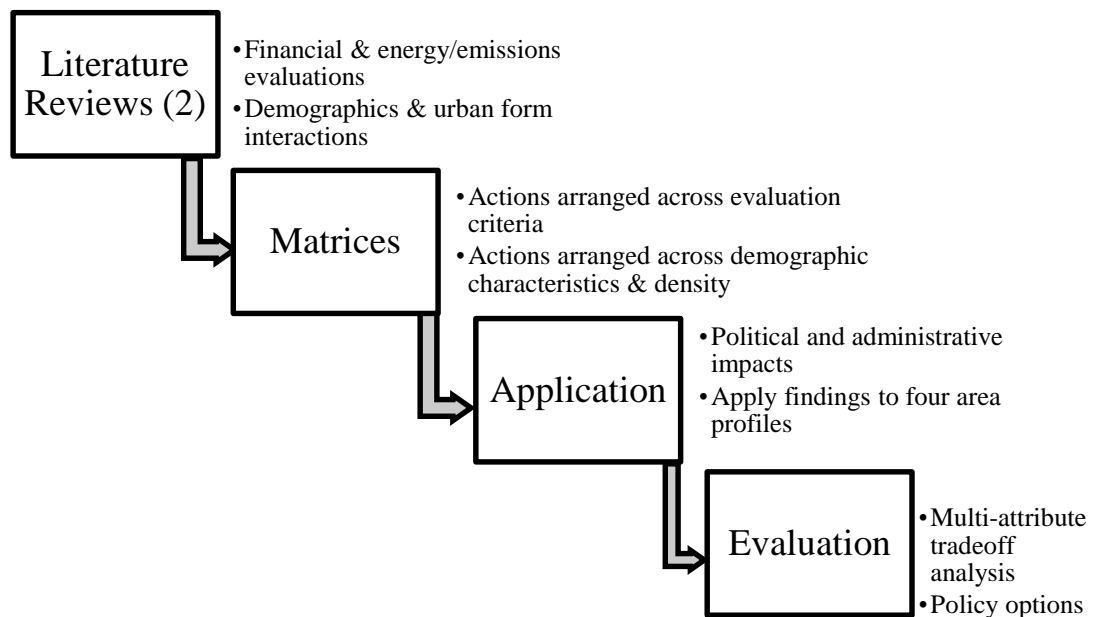 Literature
Reviews (2)
•Financial & energy/emissions
evaluations
•Demographics & urban form
interactions
Matrices
•Actions arranged across evaluation
criteria
•Actions arranged across demographic
characteristics & density
Application
•Political and administrative
impacts
•Apply findings to four area
profiles
Evaluation
•Multi-attribute
tradeoff
analysis
•Policy options